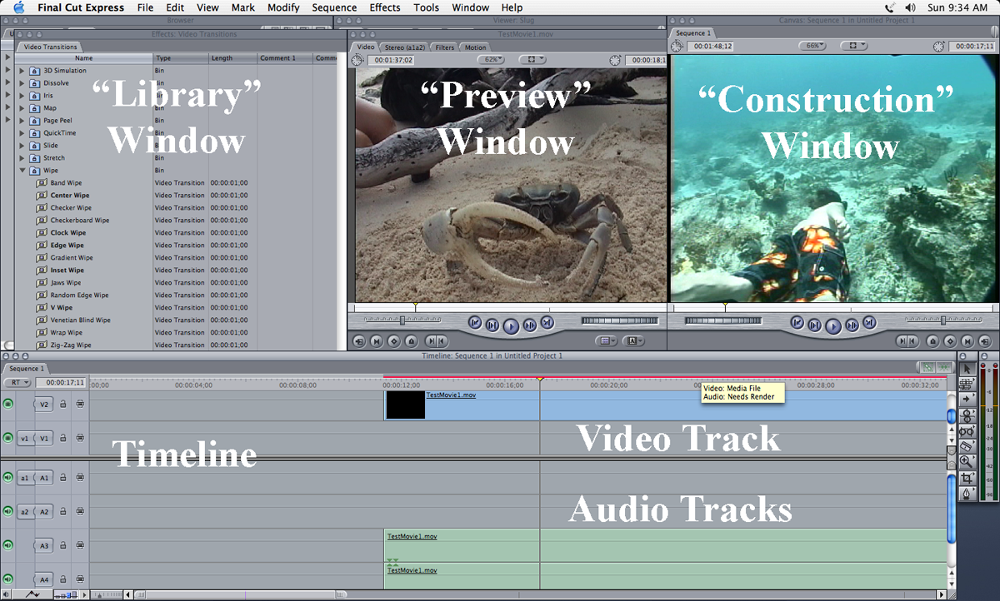 Final Cut Express File Edit View Mark Modify Sequence Effects Tools Window Help Sun 9:34 AM
Browser Viewer: Slug Canvas: Sequence 1 in Untitled Project 1
Effects: Video Transitions
Video Transitions
Name Type Length Comment 1 Comm
3D Simulation Bin
Dissolve Bin
Iris Bin
Map Bin
Page Peel Bin
QuickTime Bin
Slide Bin
Stretch Bin
Wipe Bin
Band Wipe Video Transition 00:00:01;00
Center Wipe Video Transition 00:00:01;00
Checker Wipe Video Transition 00:00:01;00
Checkerboard Wipe Video Transition 00:00:01;00
Clock Wipe Video Transition 00:00:01;00
Edge Wipe Video Transition 00:00:01;00
Gradient Wipe Video Transition 00:00:01;00
Inset Wipe Video Transition 00:00:01;00
Jaws Wipe Video Transition 00:00:01;00
Random Edge Wipe Video Transition 00:00:01;00
V Wipe Video Transition 00:00:01;00
Venetian Blind Wipe Video Transition 00:00:01;00
Wrap Wipe Video Transition 00:00:01;00
Zig-Zag Wipe Video Transition 00:00:01;00
“Library”
Window
TestMovie1.mov
Video Stereo (a1a2) Filters Motion
00:01:37;02 62% 00:00:18;1
“Preview”
Window
Sequence 1
00:01:48;12 66% 00:00:17;11
“Construction”
Window
Timeline: Sequence 1 in Untitled Project 1
Sequence 1
RT 00:00:17;11 :00;00 00:00:04;00 00:00:08;00 00:00:12;00 00:00:16;00 00:00:20;00 00:00:28;00 00:00:32;00
Video: Media File
Audio: Needs Render
V2 TestMovie1.mov
v1 V1
Timeline
Video Track
a1 A1
a2 A2
Audio Tracks
A3 TestMovie1.mov
A4 TestMovie1.mov